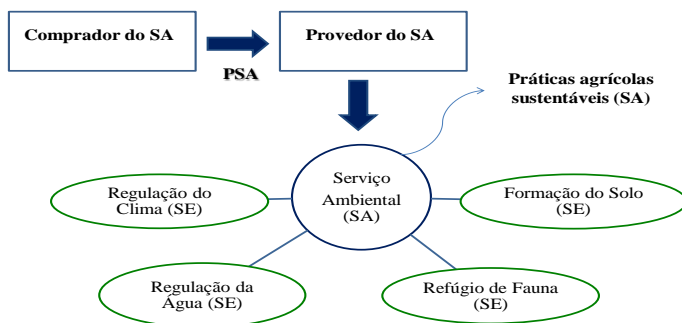 Comprador do SA
PSA
Provedor do SA
Práticas agrícolas
sustentáveis (SA)
Serviço
Ambiental
(SA)
Regulação do
Clima (SE)
Formação do Solo
(SE)
Regulação da
Água (SE)
Refúgio de Fauna
(SE)